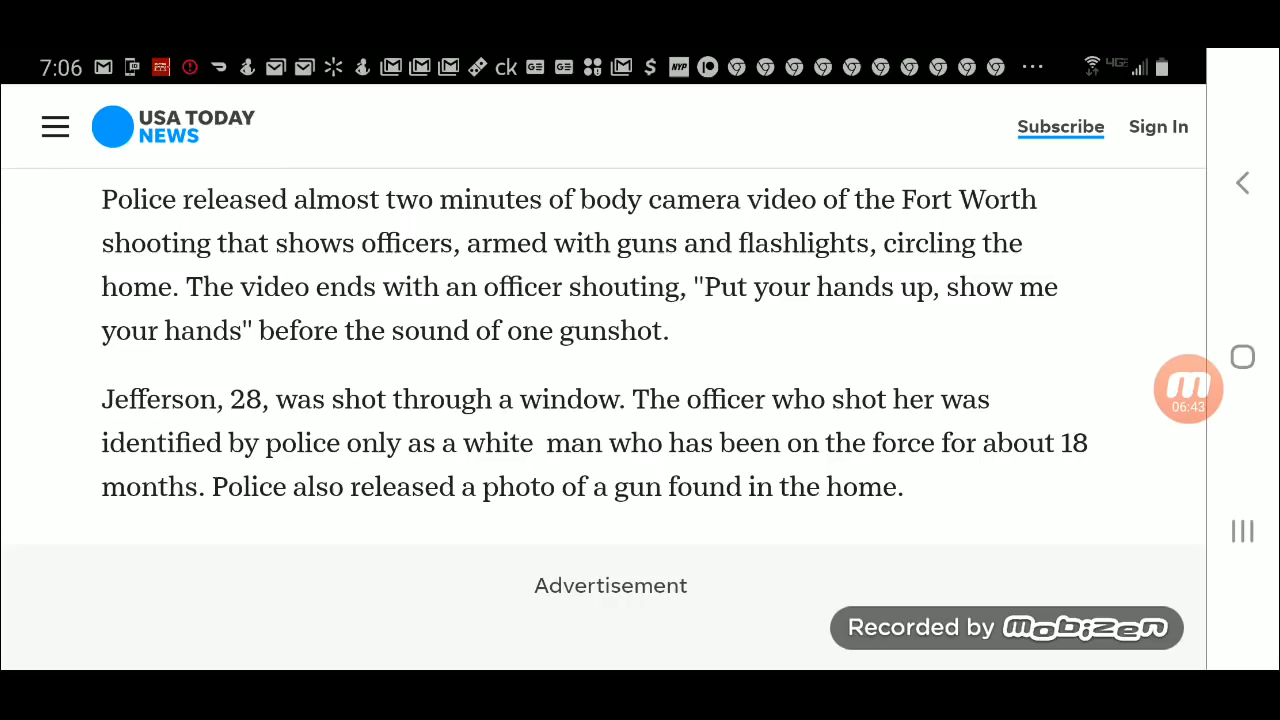 7:06 ck NYP 4GE
USA TODAY
NEWS
Subscribe Sign In
Police released almost two minutes of body camera video of the Fort Worth
shooting that shows officers, armed with guns and flashlights, circling the
home. The video ends with an officer shouting, "Put your hands up, show me
your hands" before the sound of one gunshot.
Jefferson, 28, was shot through a window. The officer who shot her was
identified by police only as a white man who has been on the force for about 18
months. Police also released a photo of a gun found in the home.
06:43
Advertisement
Recorded by mobizen